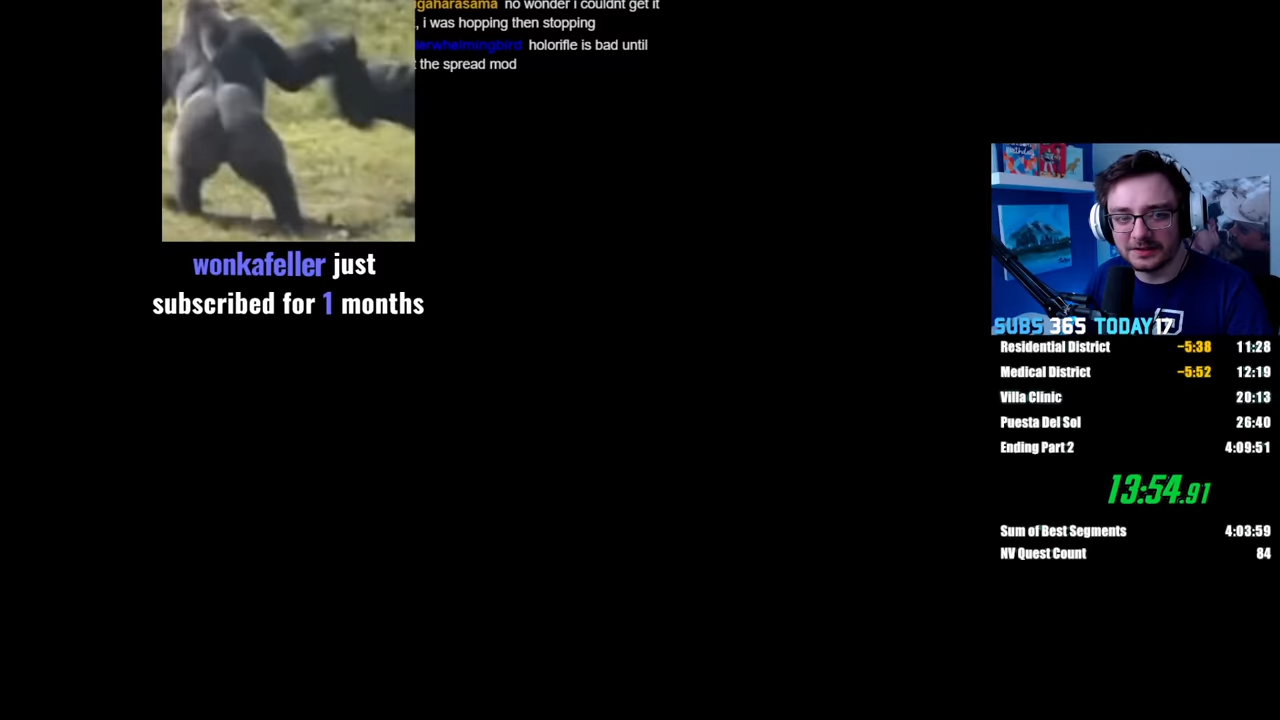 no wonder i couldnt get it
, i was hopping then stopping
holorifle is bad until
the spread mod
wonkafeller just
subscribed for 1 months
SUBS 365 TODAY 17
Residential District −5:38 11:28
Medical District −5:52 12:19
Villa Clinic 20:13
Puesta Del Sol 26:40
Ending Part 2 4:09:51
13:54.91
Sum of Best Segments 4:03:59
NV Quest Count 84